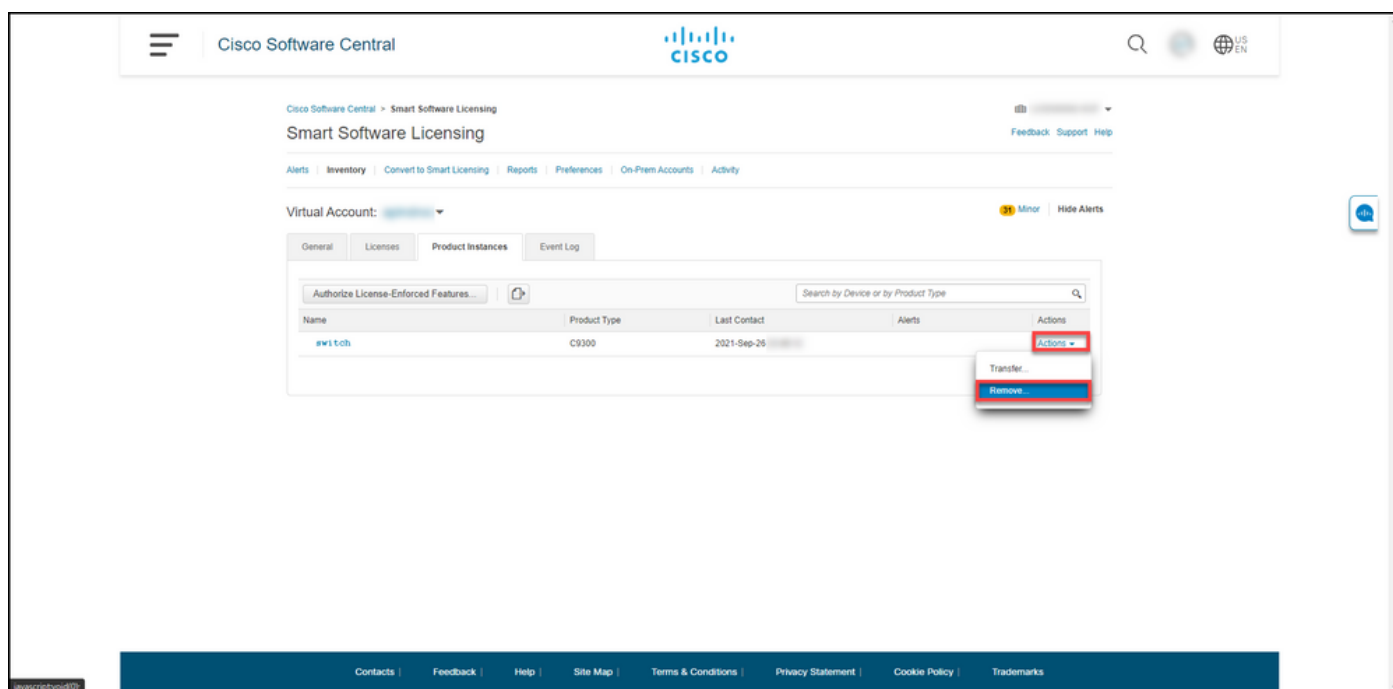 Cisco Software Central
CISCO
US
EN
Cisco Software Central > Smart Software Licensing
Smart Software Licensing
Feedback Support Help
Alerts | Inventory | Convert to Smart Licensing | Reports | Preferences | On-Prem Accounts | Activity
Virtual Account:
31 Minor | Hide Alerts
General Licenses Product Instances Event Log
Authorize License-Enforced Features...
Search by Device or by Product Type
Name Product Type Last Contact Alerts Actions
switch C9300 2021-Sep-26 Actions
Transfer...
Remove...
Contacts | Feedback | Help | Site Map | Terms & Conditions | Privacy Statement | Cookie Policy | Trademarks
javascript:void(0);